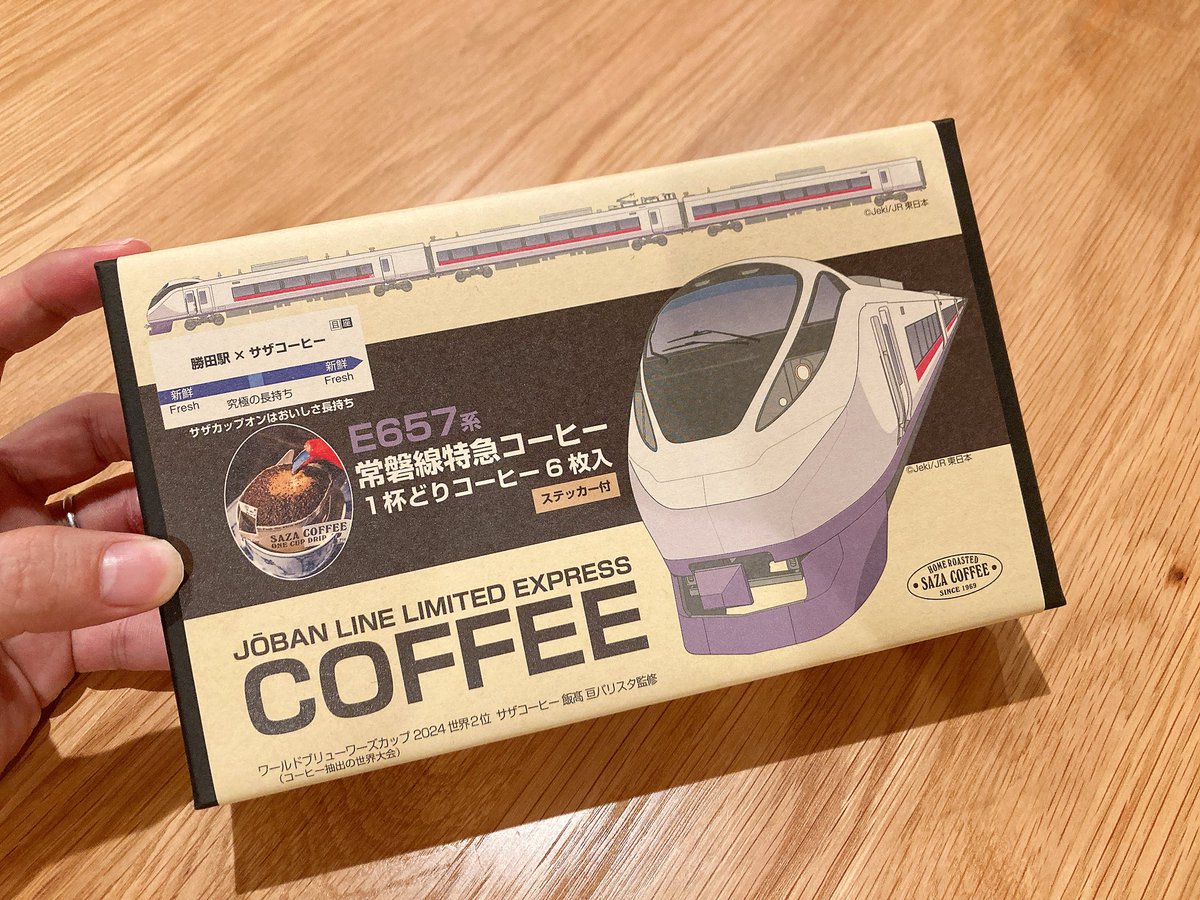 ©Jeki/JR 東日本
勝田駅 × サザコーヒー
新鮮
Fresh
究極の長持ち
新鮮
Fresh
サザカップオンはおいしさ長持ち
SAZA COFFEE
ONE CUP DRIP
E657系
常磐線特急コーヒー
1杯どりコーヒー6枚入
ステッカー付
©Jeki/JR 東日本
HOME ROASTED
SAZA COFFEE
SINCE 1969
JŌBAN LINE LIMITED EXPRESS
COFFEE
ワールドブリューワーズカップ 2024 世界2位 サザコーヒー 飯髙 亘バリスタ監修
(コーヒー抽出の世界大会)